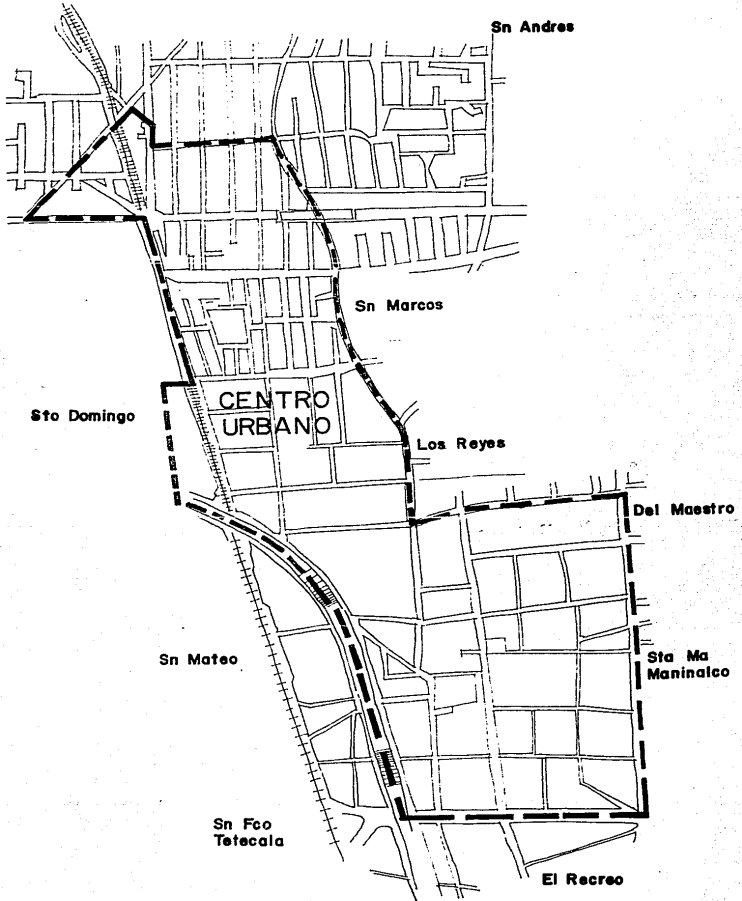 Sn Andres
Sn Marcos
Sto Domingo
CENTRO
URBANO
Los Reyes
Del Maestro
Sn Mateo
Sta Ma
Maninalco
Sn Fco
Tetecala
El Recreo